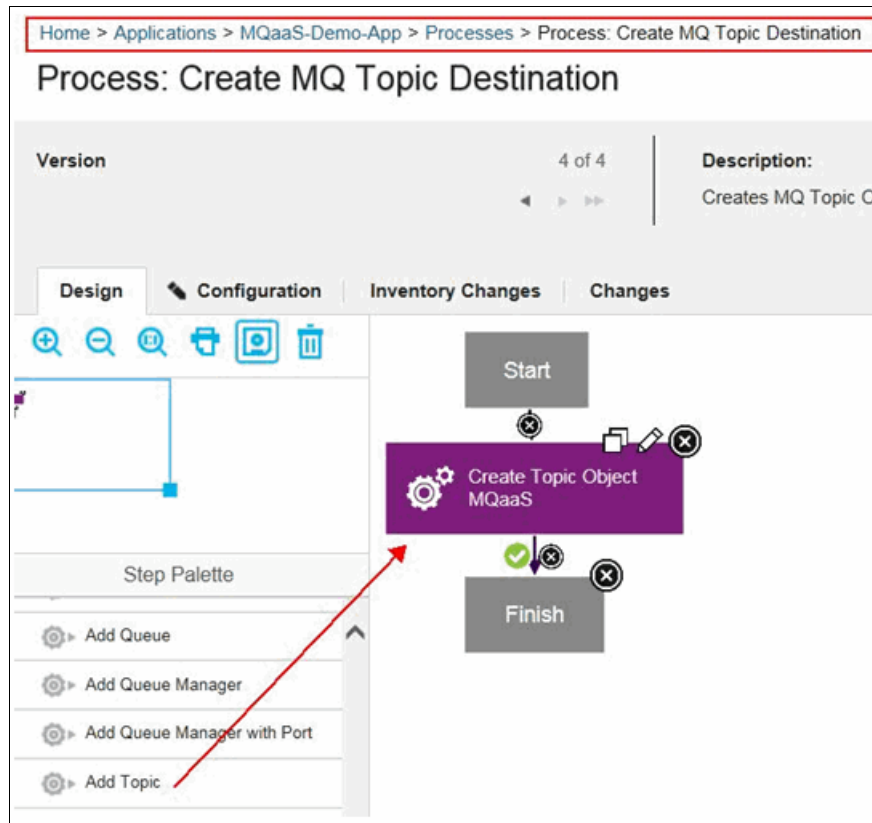 Home > Applications > MQaaS-Demo-App > Processes > Process: Create MQ Topic Destination
Process: Create MQ Topic Destination
Version
4 of 4
Description:
Creates MQ Topic
Design
Configuration
Inventory Changes
Changes
Start
Create Topic Object
MQaaS
Finish
Step Palette
Add Queue
Add Queue Manager
Add Queue Manager with Port
Add Topic